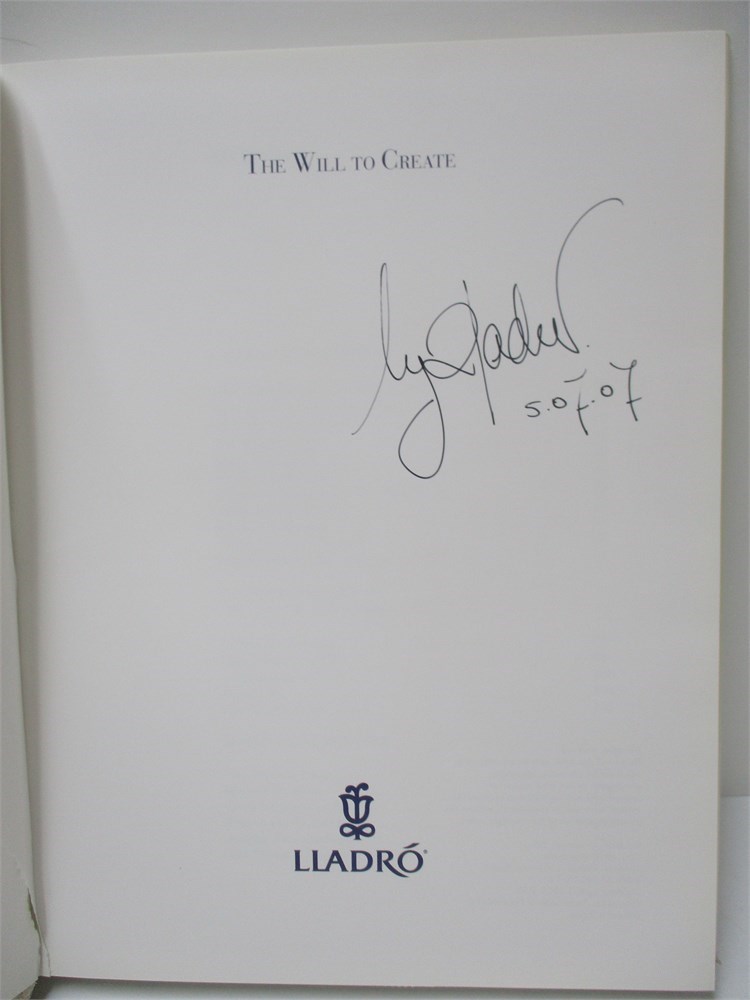 THE WILL TO CREATE
5.07.07
LLADRÓ®